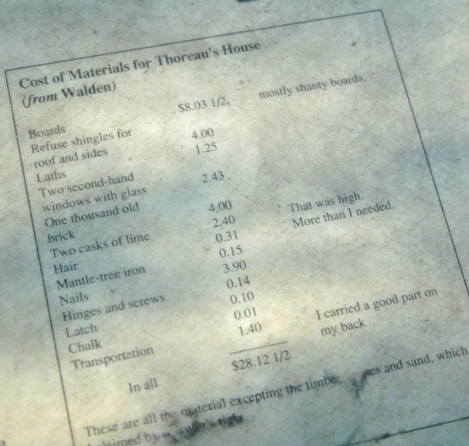 Cost of Materials for Thoreau's House
(from Walden)
Boards $8.03 1/2, mostly shanty boards.
Refuse shingles for
roof and sides 4.00
Laths 1.25
Two second-hand
windows with glass 2.43
One thousand old
brick 4.00
Two casks of lime 2.40 That was high.
Hair 0.31 More than I needed.
Mantle-tree iron 0.15
Nails 3.90
Hinges and screws 0.14
Latch 0.10
Chalk 0.01
Transportation 1.40 I carried a good part on
my back
In all $28.12 1/2
These are all the material excepting the timbe and sand, which
by